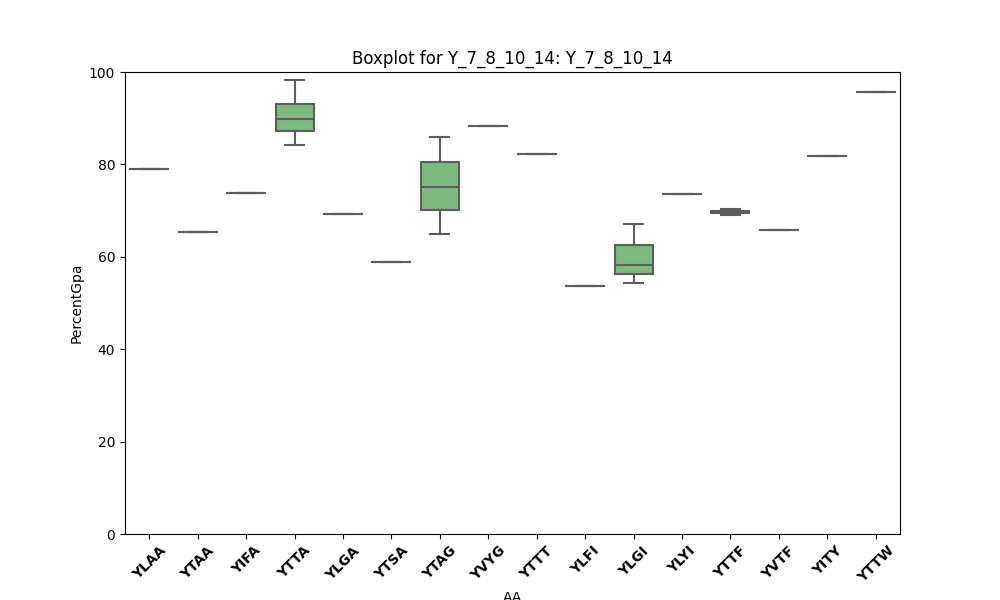 Boxplot for Y_7_8_10_14: Y_7_8_10_14
100
80
60
40
20
0
PercentGpa
YLAA YTAA YIFA YTTA YLGA YTSA YTAG YVYG YTTT YLFI YLGI YLYI YTTF YVTF YITY YTTW
AA